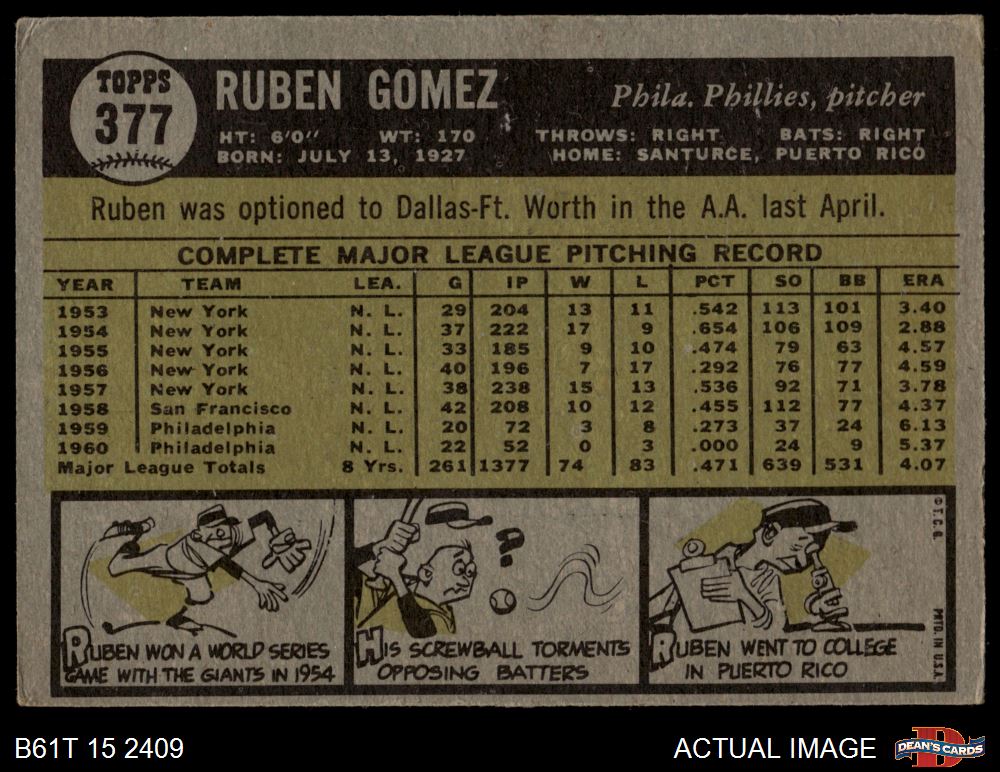 TOPPS
377
RUBEN GOMEZ
Phila. Phillies, pitcher
HT: 6'0" WT: 170 THROWS: RIGHT BATS: RIGHT
BORN: JULY 13, 1927 HOME: SANTURCE, PUERTO RICO
Ruben was optioned to Dallas-Ft. Worth in the A.A. last April.
COMPLETE MAJOR LEAGUE PITCHING RECORD
YEAR TEAM LEA. G IP W L PCT SO BB ERA
1953 New York N. L. 29 204 13 11 .542 113 101 3.40
1954 New York N. L. 37 222 17 9 .654 106 109 2.88
1955 New York N. L. 33 185 9 10 .474 79 63 4.57
1956 New York N. L. 40 196 7 17 .292 76 77 4.59
1957 New York N. L. 38 238 15 13 .536 92 71 3.78
1958 San Francisco N. L. 42 208 10 12 .455 112 77 4.37
1959 Philadelphia N. L. 20 72 3 8 .273 37 24 6.13
1960 Philadelphia N. L. 22 52 0 3 .000 24 9 5.37
Major League Totals 8 Yrs. 261 1377 74 83 .471 639 531 4.07
RUBEN WON A WORLD SERIES
GAME WITH THE GIANTS IN 1954
?
HIS SCREWBALL TORMENTS
OPPOSING BATTERS
RUBEN WENT TO COLLEGE
IN PUERTO RICO
© T. C. G.
PRTD. IN U.S.A.
B61T 15 2409
ACTUAL IMAGE
D
DEAN'S CARDS